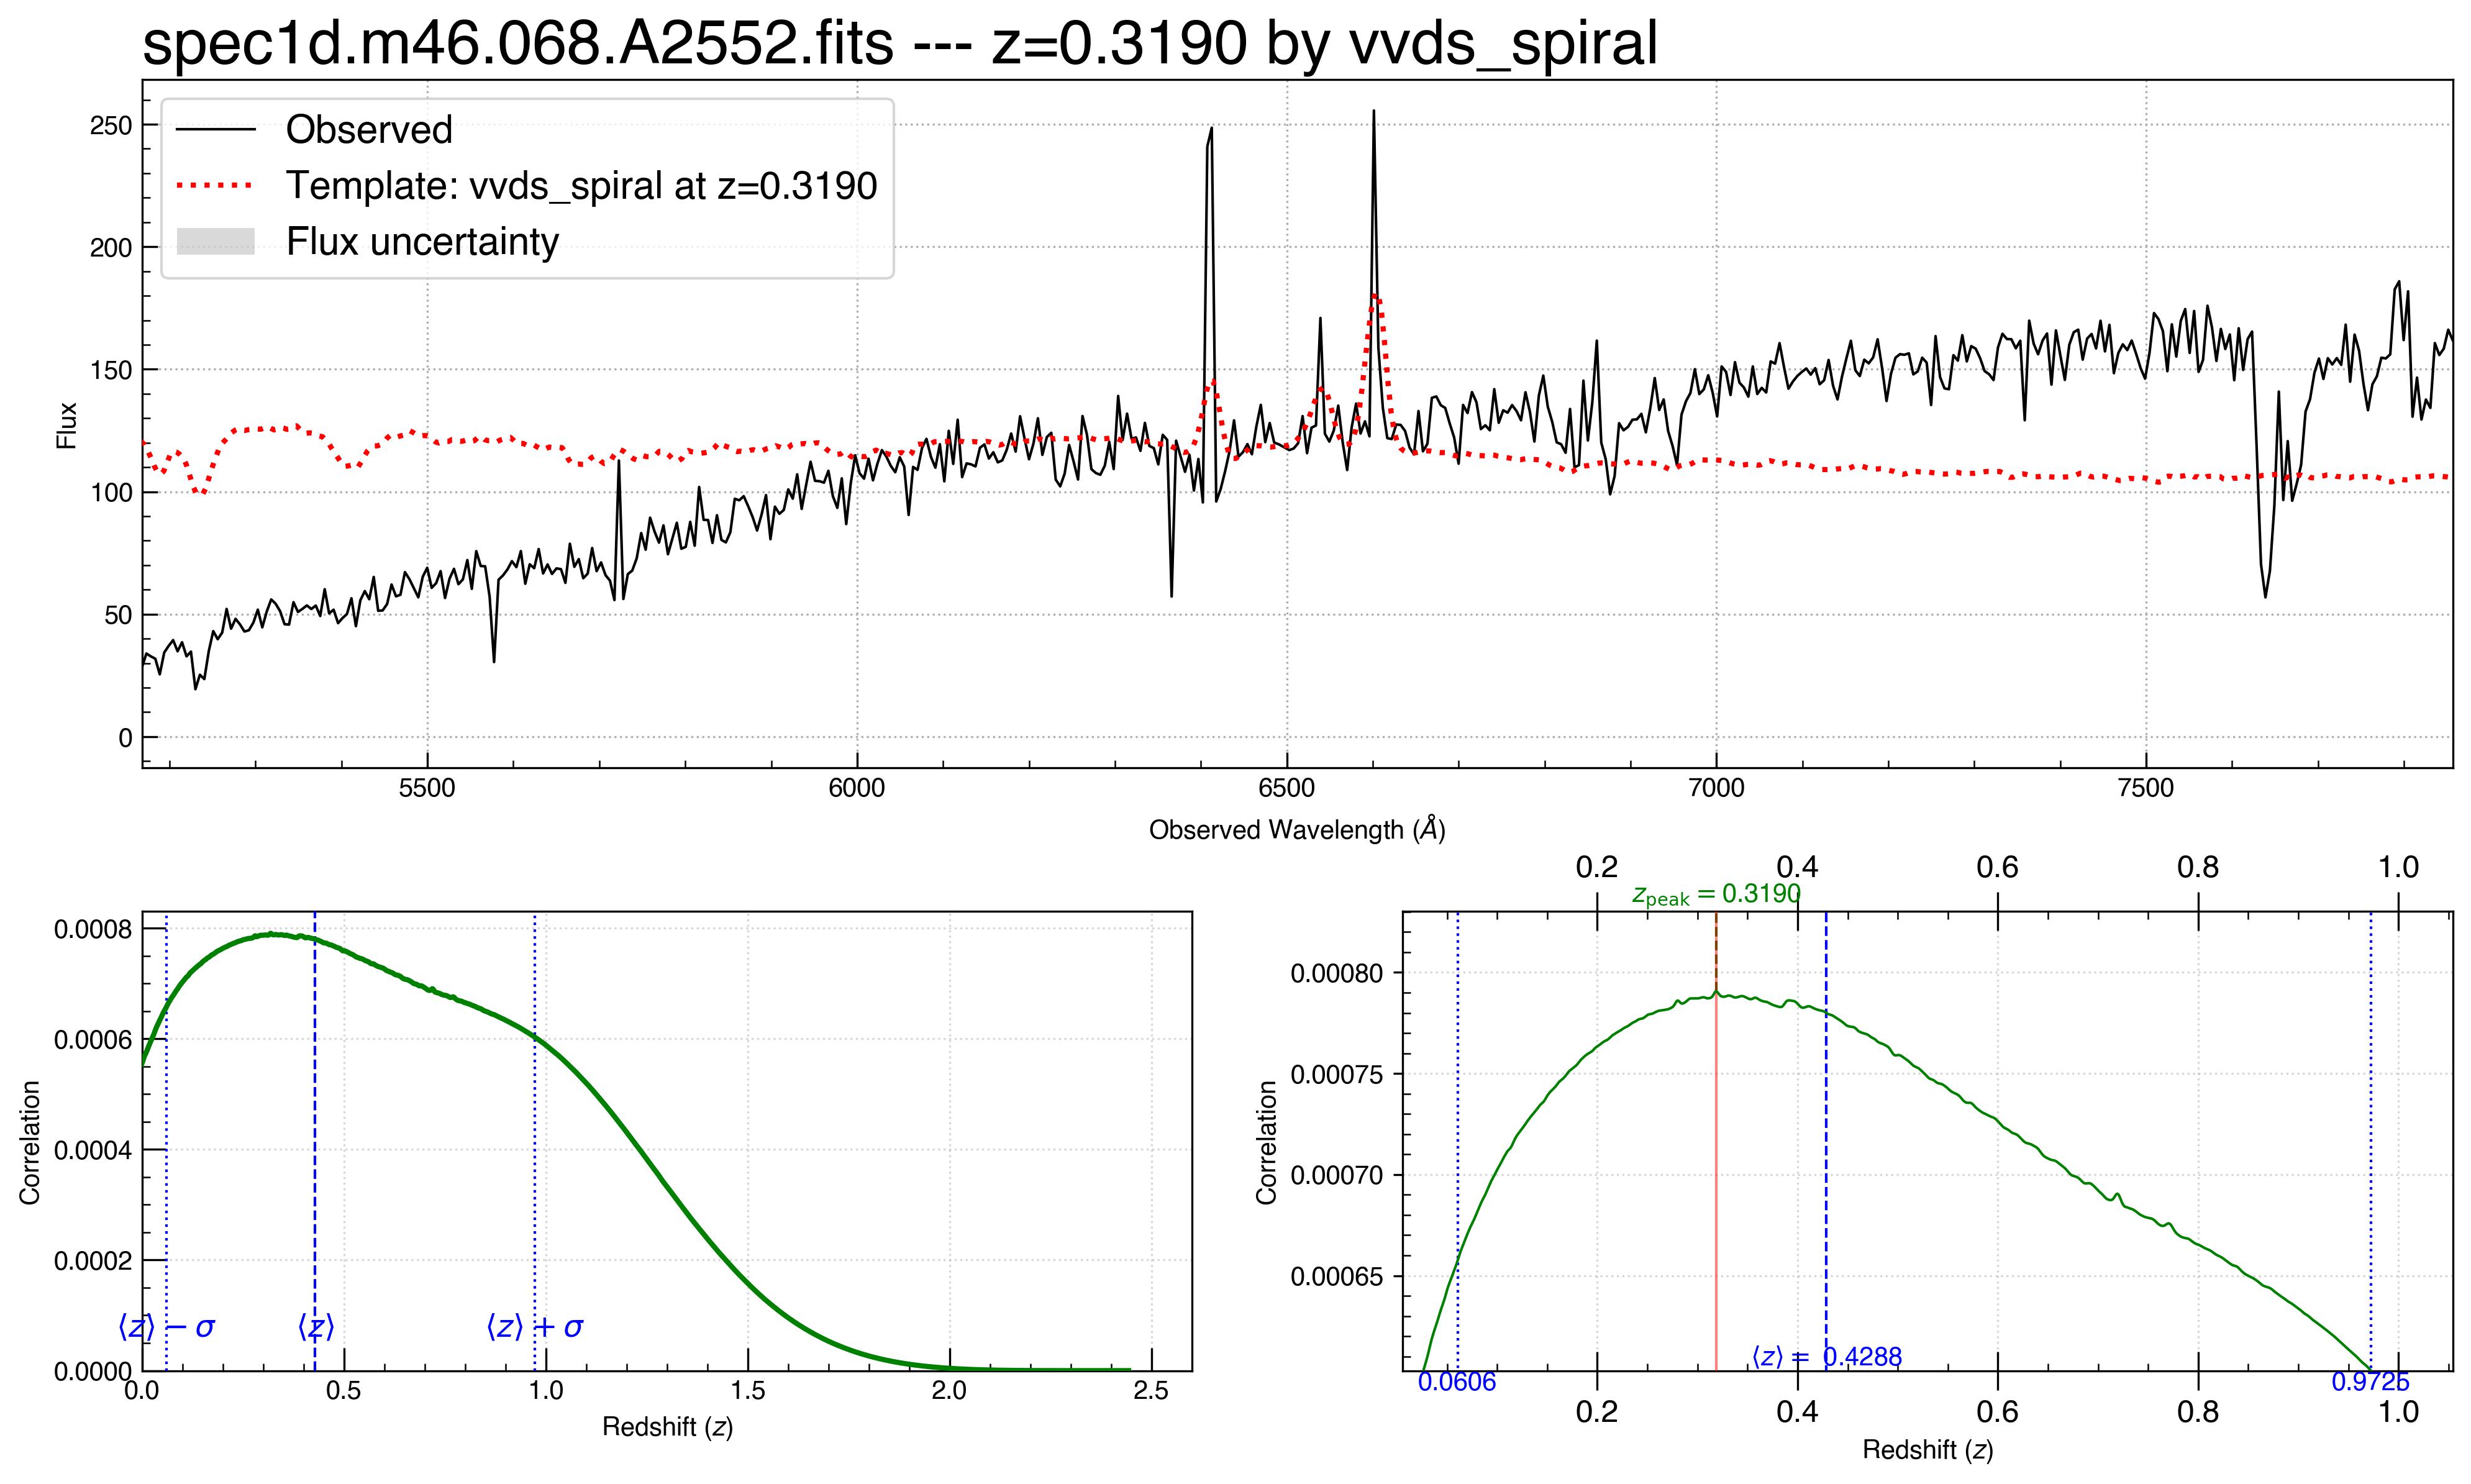 spec1d.m46.068.A2552.fits --- z=0.3190 by vvds_spiral
Observed
Template: vvds_spiral at z=0.3190
Flux uncertainty
250
200
150
100
50
0
Flux
5500 6000 6500 7000 7500
Observed Wavelength (Å)
0.0008
0.0006
0.0004
0.0002
0.0000
Correlation
⟨z⟩ − σ ⟨z⟩ ⟨z⟩ + σ
0.0 0.5 1.0 1.5 2.0 2.5
Redshift (z)
0.2 0.4 0.6 0.8 1.0
z_peak = 0.3190
0.00080
0.00075
0.00070
0.00065
Correlation
⟨z⟩ = 0.4288
0.0606 0.9725
0.2 0.4 0.6 0.8 1.0
Redshift (z)